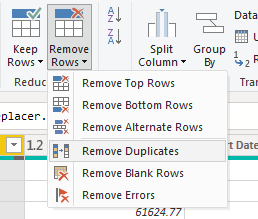 Keep
Rows
Remove
Rows
Split
Column
Group
By
Data
Reduc
Tran
placer.
Remove Top Rows
Remove Bottom Rows
Remove Alternate Rows
Remove Duplicates
Remove Blank Rows
Remove Errors
1.2
rt Date
61624.77